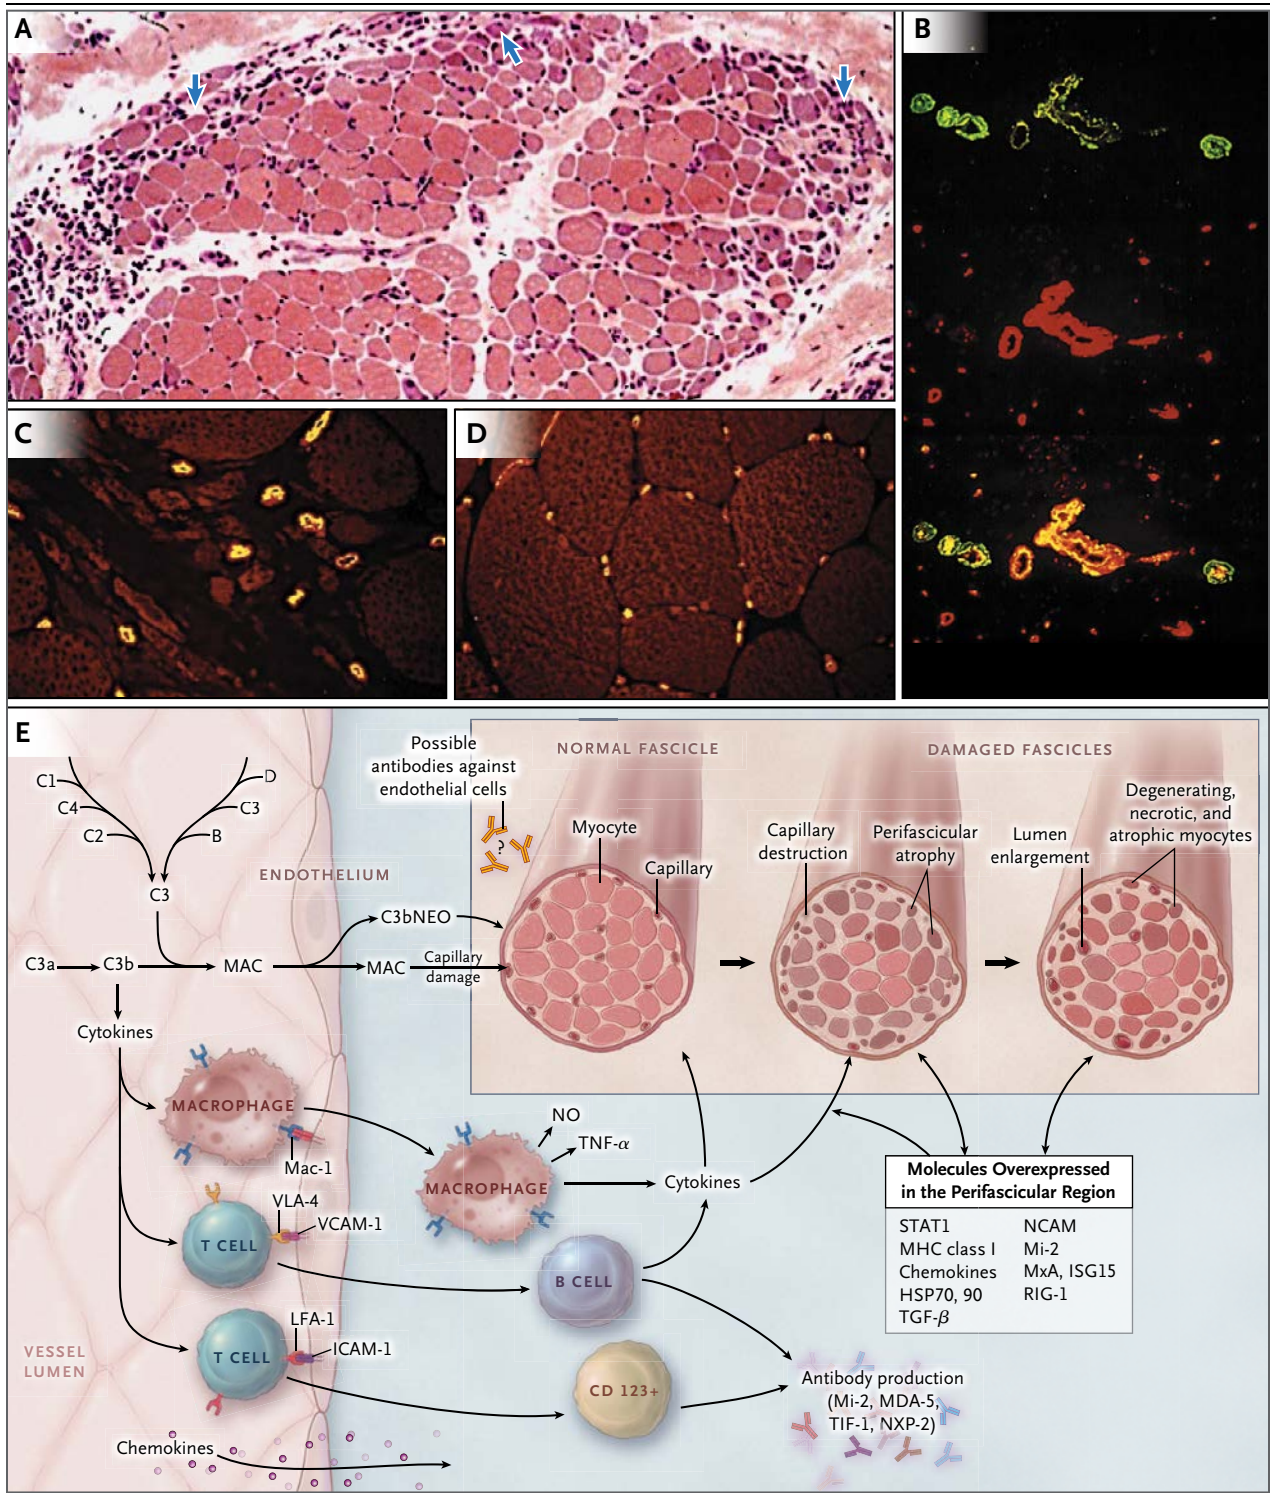 A
B
C
D
E
Possible
antibodies against
endothelial cells
?
NORMAL FASCICLE
DAMAGED FASCICLES
Myocyte
Capillary
Capillary
destruction
Perifascicular
atrophy
Lumen
enlargement
Degenerating,
necrotic, and
atrophic myocytes
C1
C4
C2
D
C3
B
C3
ENDOTHELIUM
C3bNEO
C3a
C3b
MAC
MAC
Capillary
damage
Cytokines
MACROPHAGE
Mac-1
NO
TNF-α
MACROPHAGE
Cytokines
VLA-4
VCAM-1
T CELL
B CELL
LFA-1
ICAM-1
T CELL
CD 123+
VESSEL
LUMEN
Chemokines
Molecules Overexpressed
in the Perifascicular Region
STAT1
MHC class I
Chemokines
HSP70, 90
TGF-β
NCAM
Mi-2
MxA, ISG15
RIG-1
Antibody production
(Mi-2, MDA-5,
TIF-1, NXP-2)